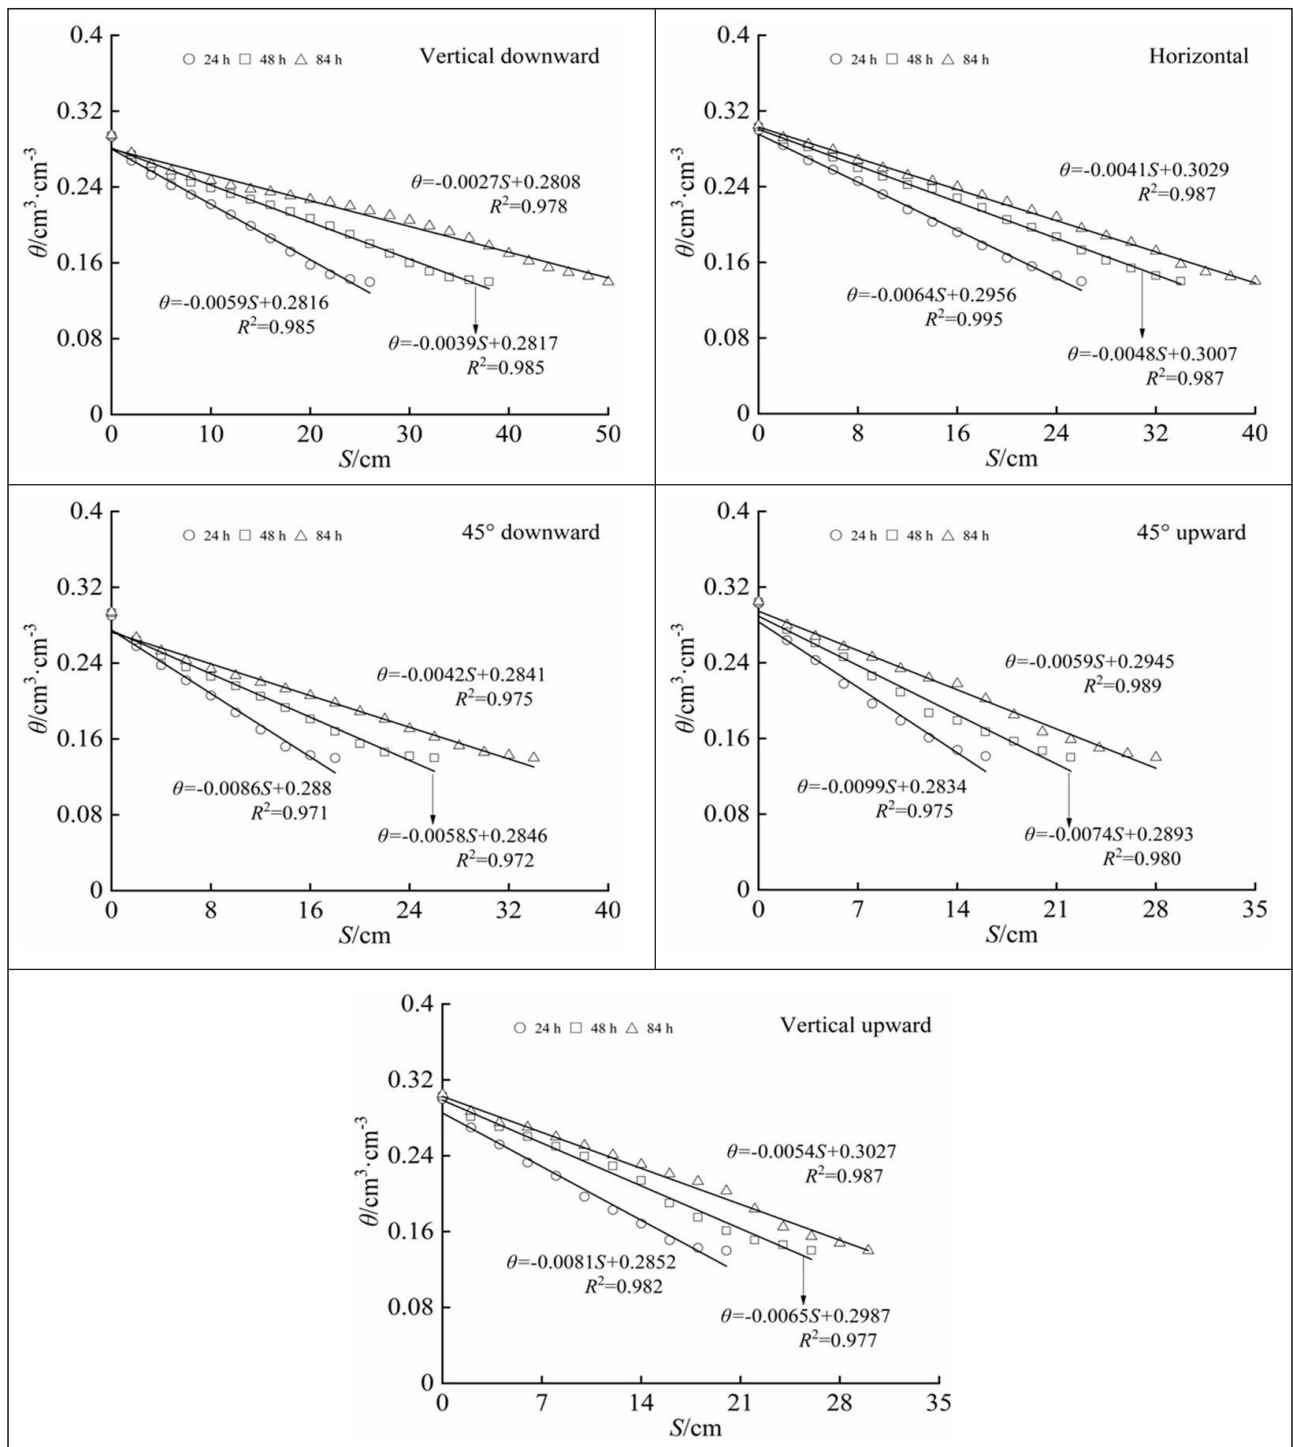 0.4
24 h 48 h 84 h
Vertical downward
0.32
θ=-0.0027S+0.2808
R²=0.978
0.24
θ/cm³·cm⁻³
0.16
θ=-0.0059S+0.2816
R²=0.985
θ=-0.0039S+0.2817
R²=0.985
0.08
0
0 10 20 30 40 50
S/cm
0.4
24 h 48 h 84 h
Horizontal
0.32
θ=-0.0041S+0.3029
R²=0.987
0.24
θ/cm³·cm⁻³
0.16
θ=-0.0064S+0.2956
R²=0.995
θ=-0.0048S+0.3007
R²=0.987
0.08
0
0 8 16 24 32 40
S/cm
0.4
24 h 48 h 84 h
45° downward
0.32
θ=-0.0042S+0.2841
R²=0.975
0.24
θ/cm³·cm⁻³
0.16
θ=-0.0086S+0.288
R²=0.971
θ=-0.0058S+0.2846
R²=0.972
0.08
0
0 8 16 24 32 40
S/cm
0.4
24 h 48 h 84 h
45° upward
0.32
θ=-0.0059S+0.2945
R²=0.989
0.24
θ/cm³·cm⁻³
0.16
θ=-0.0099S+0.2834
R²=0.975
θ=-0.0074S+0.2893
R²=0.980
0.08
0
0 7 14 21 28 35
S/cm
0.4
24 h 48 h 84 h
Vertical upward
0.32
θ=-0.0054S+0.3027
R²=0.987
0.24
θ/cm³·cm⁻³
0.16
θ=-0.0081S+0.2852
R²=0.982
θ=-0.0065S+0.2987
R²=0.977
0.08
0
0 7 14 21 28 35
S/cm